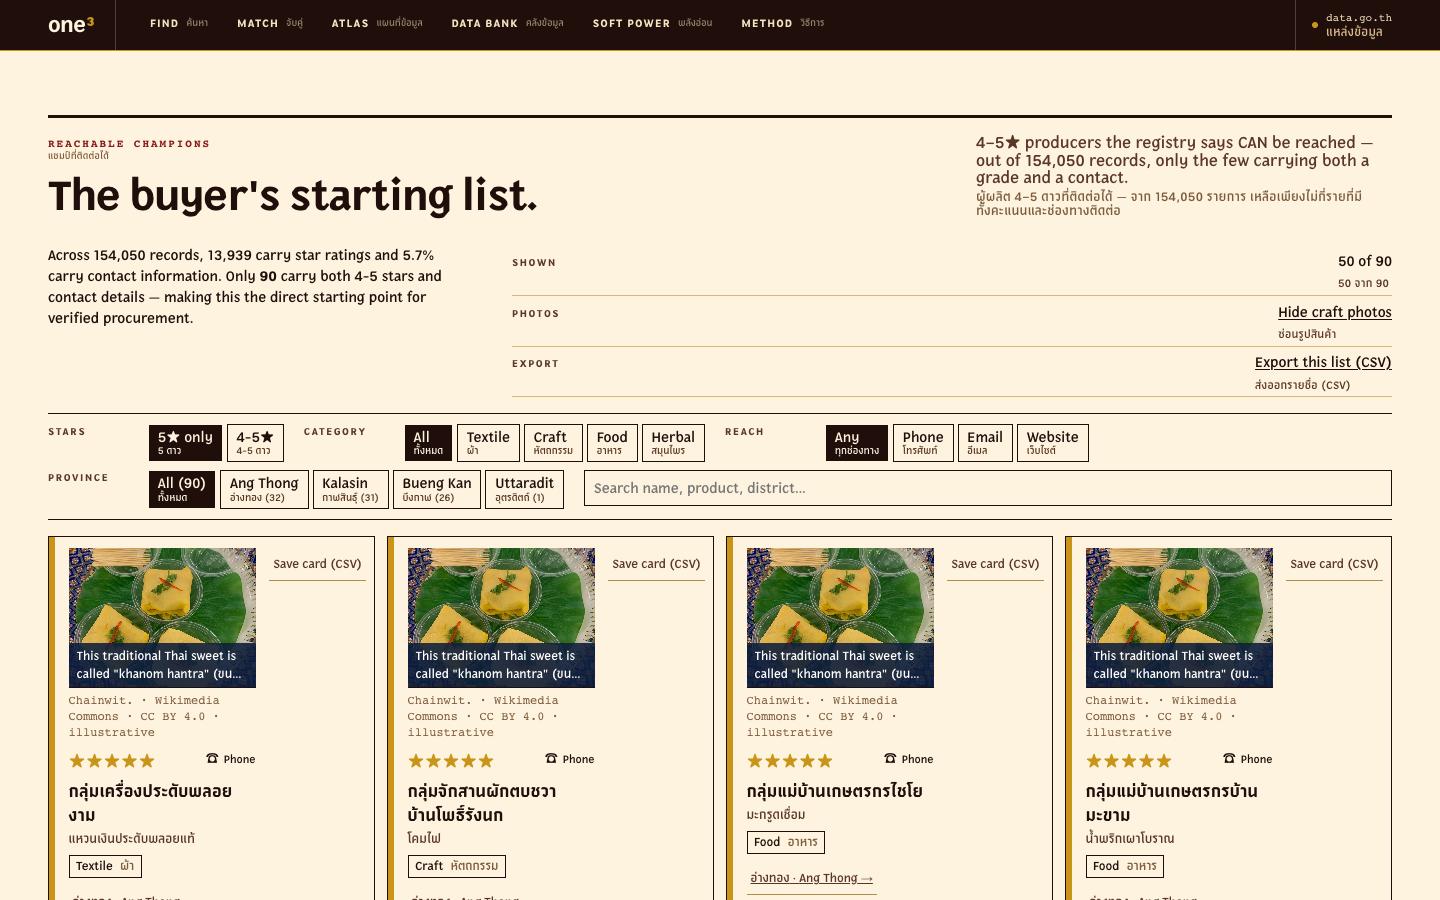 one³
FIND ค้นหา
MATCH จับคู่
ATLAS แผนที่ข้อมูล
DATA BANK คลังข้อมูล
SOFT POWER พลังอ่อน
METHOD วิธีการ
data.go.th
แหล่งข้อมูล
REACHABLE CHAMPIONS
แชมป์ที่ติดต่อได้
The buyer's starting list.
4–5★ producers the registry says CAN be reached —
out of 154,050 records, only the few carrying both a
grade and a contact.
ผู้ผลิต 4–5 ดาวที่ติดต่อได้ — จาก 154,050 รายการ เหลือเพียงไม่กี่รายที่มี
ทั้งคะแนนและช่องทางติดต่อ
Across 154,050 records, 13,939 carry star ratings and 5.7%
carry contact information. Only 90 carry both 4-5 stars and
contact details — making this the direct starting point for
verified procurement.
SHOWN
50 of 90
50 จาก 90
PHOTOS
Hide craft photos
ซ่อนรูปสินค้า
EXPORT
Export this list (CSV)
ส่งออกรายชื่อ (CSV)
STARS
5★ only
5 ดาว
4-5★
4-5 ดาว
CATEGORY
All
ทั้งหมด
Textile
ผ้า
Craft
หัตถกรรม
Food
อาหาร
Herbal
สมุนไพร
REACH
Any
ทุกช่องทาง
Phone
โทรศัพท์
Email
อีเมล
Website
เว็บไซต์
PROVINCE
All (90)
ทั้งหมด
Ang Thong
อ่างทอง (32)
Kalasin
กาฬสินธุ์ (31)
Bueng Kan
บึงกาฬ (26)
Uttaradit
อุตรดิตถ์ (1)
Search name, product, district…
Save card (CSV)
This traditional Thai sweet is
called "khanom hantra" (ขน…
Chainwit. · Wikimedia
Commons · CC BY 4.0 ·
illustrative
★★★★★
☎ Phone
กลุ่มเครื่องประดับพลอย
งาม
แหวนเงินประดับพลอยแท้
Textile ผ้า
อ่างทอง · Ang Thong
Save card (CSV)
This traditional Thai sweet is
called "khanom hantra" (ขน…
Chainwit. · Wikimedia
Commons · CC BY 4.0 ·
illustrative
★★★★★
☎ Phone
กลุ่มจักสานผักตบชวา
บ้านโพธิ์รังนก
โคมไฟ
Craft หัตถกรรม
อ่างทอง · Ang Thong
Save card (CSV)
This traditional Thai sweet is
called "khanom hantra" (ขน…
Chainwit. · Wikimedia
Commons · CC BY 4.0 ·
illustrative
★★★★★
☎ Phone
กลุ่มแม่บ้านเกษตรกรไชโย
มะกรูดเชื่อม
Food อาหาร
อ่างทอง · Ang Thong →
Save card (CSV)
This traditional Thai sweet is
called "khanom hantra" (ขน…
Chainwit. · Wikimedia
Commons · CC BY 4.0 ·
illustrative
★★★★★
☎ Phone
กลุ่มแม่บ้านเกษตรกรบ้าน
มะขาม
น้ำพริกเผาโบราณ
Food อาหาร
อ่างทอง · Ang Thong